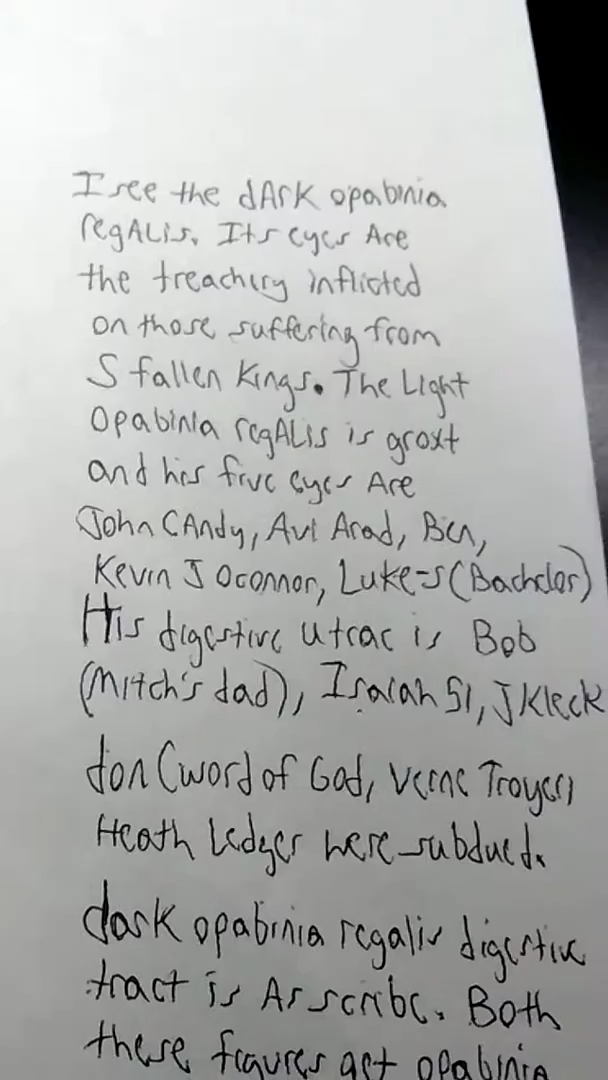 I see the dark opabinia
regalis. Its eyes Are
the treachery inflicted
on those suffering from
5 fallen Kings. The Light
Opabinia regalis is
and his five eyes Are
John Candy, Avi Arad, Ben,
Kevin J Oconnor, Luke-S (Bachelor)
His digestive utrac is Bob
(Mitch's dad), Isaiah 51, J Kleck
don (word of God, Verne Troyer,
Heath Ledger were subdued.
dark opabinia regalis digestive
tract is As scribe. Both
these figures get opabinia